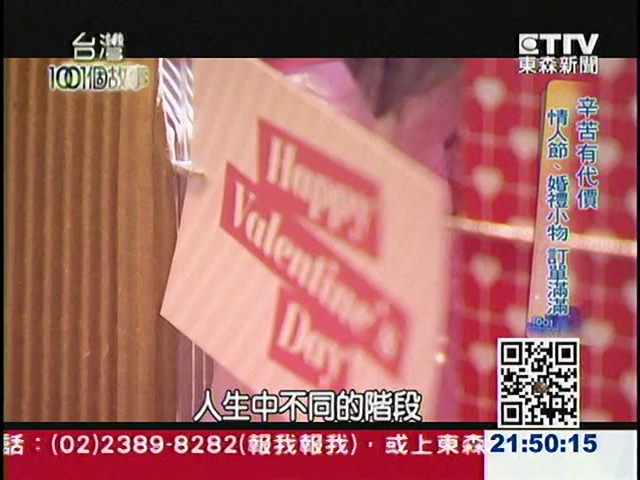 台灣
1001個故事
ETTV
東森新聞
辛苦有代價
情人節、婚禮小物 訂單滿滿
1001
Happy
Valentine's
Day
人生中不同的階段
話：(02)2389-8282(報我報我)，或上東森
21:50:15